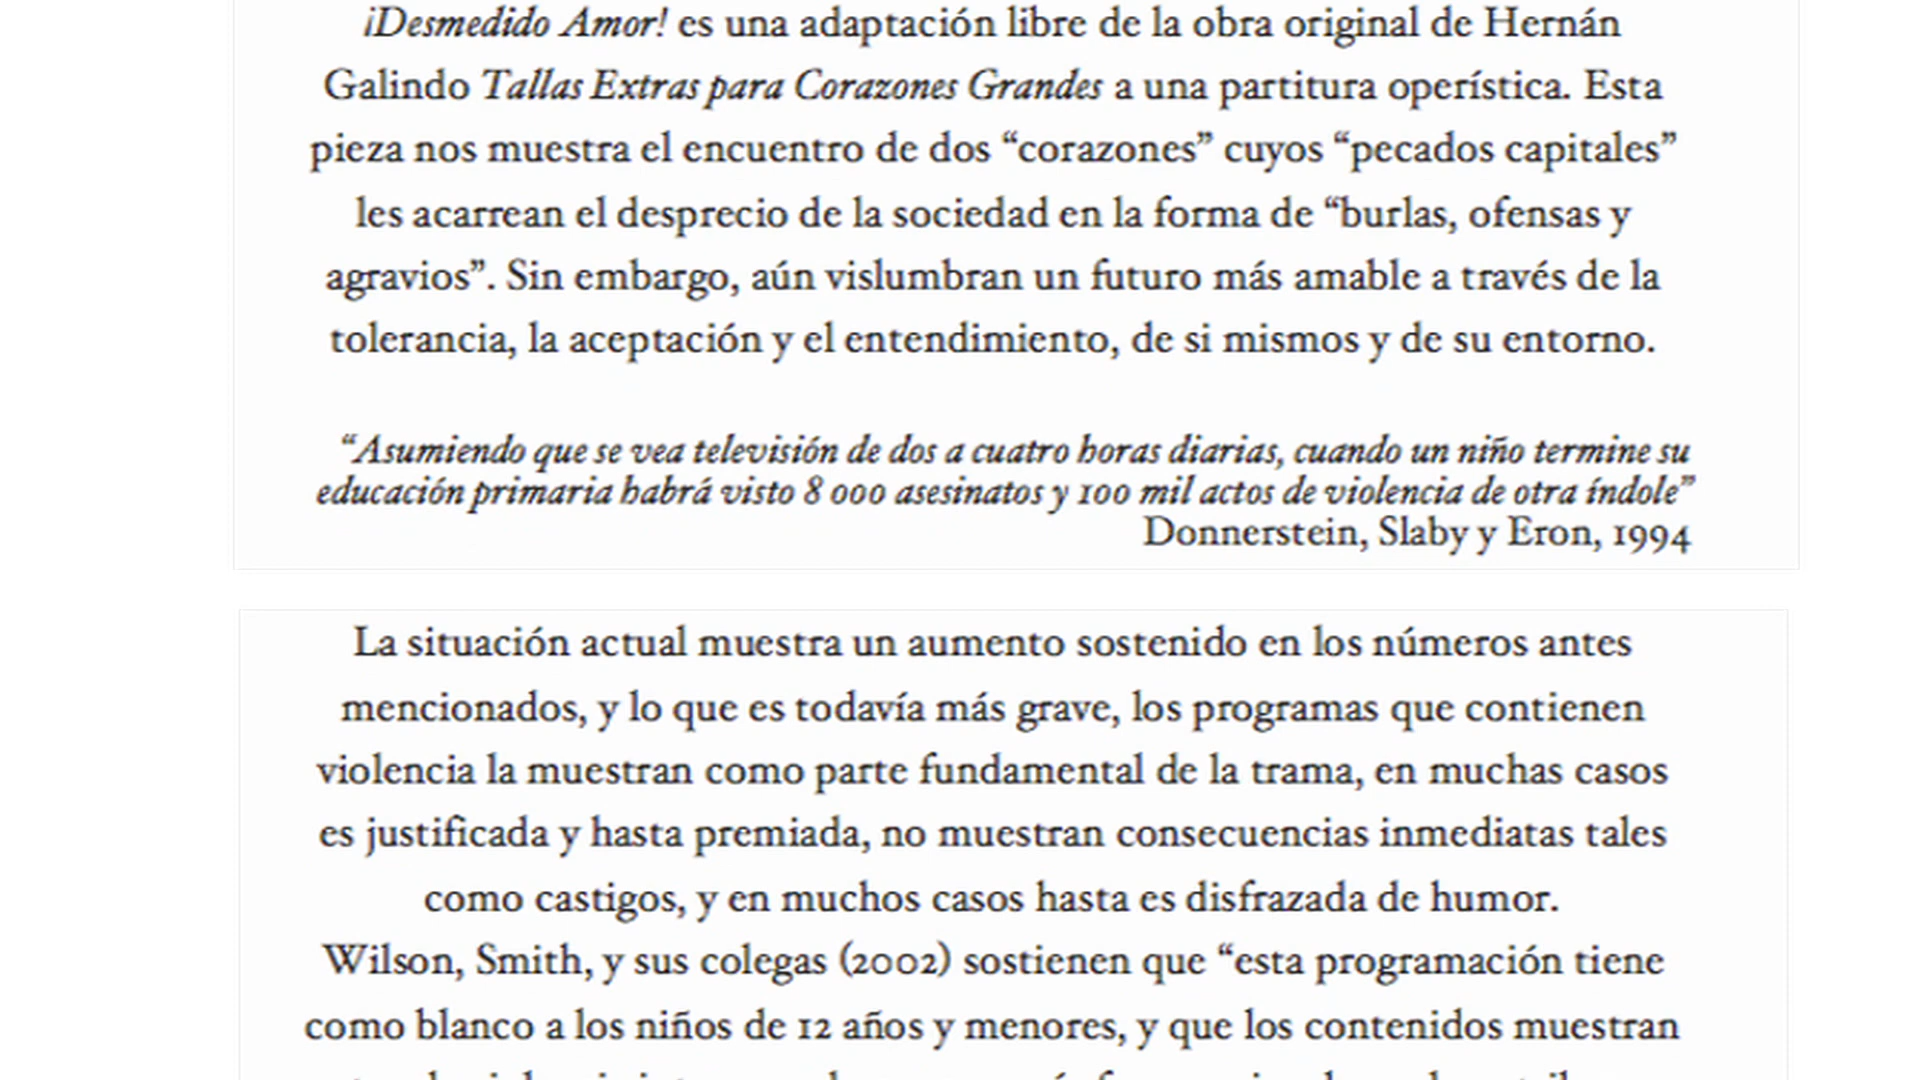 ¡Desmedido Amor! es una adaptación libre de la obra original de Hernán
Galindo Tallas Extras para Corazones Grandes a una partitura operística. Esta
pieza nos muestra el encuentro de dos “corazones” cuyos “pecados capitales”
les acarrean el desprecio de la sociedad en la forma de “burlas, ofensas y
agravios”. Sin embargo, aún vislumbran un futuro más amable a través de la
tolerancia, la aceptación y el entendimiento, de si mismos y de su entorno.
“Asumiendo que se vea televisión de dos a cuatro horas diarias, cuando un niño termine su
educación primaria habrá visto 8 000 asesinatos y 100 mil actos de violencia de otra índole”
Donnerstein, Slaby y Eron, 1994
La situación actual muestra un aumento sostenido en los números antes
mencionados, y lo que es todavía más grave, los programas que contienen
violencia la muestran como parte fundamental de la trama, en muchas casos
es justificada y hasta premiada, no muestran consecuencias inmediatas tales
como castigos, y en muchos casos hasta es disfrazada de humor.
Wilson, Smith, y sus colegas (2002) sostienen que “esta programación tiene
como blanco a los niños de 12 años y menores, y que los contenidos muestran